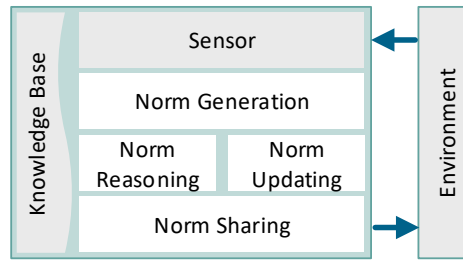 Knowledge Base
Sensor
Norm Generation
Norm
Reasoning
Norm
Updating
Norm Sharing
Environment